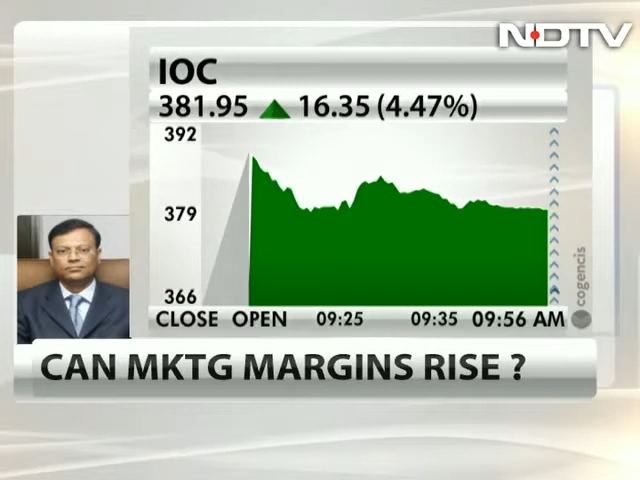 NDTV
IOC
381.95 16.35 (4.47%)
392
379
366
CLOSE OPEN 09:25 09:35 09:56 AM
cogencis
CAN MKTG MARGINS RISE ?